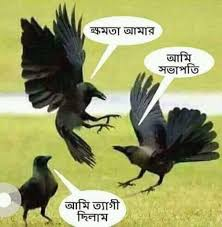 ক্ষমতা আমার
আমি
সভাপতি
আমি ত্যাগী
ছিলাম